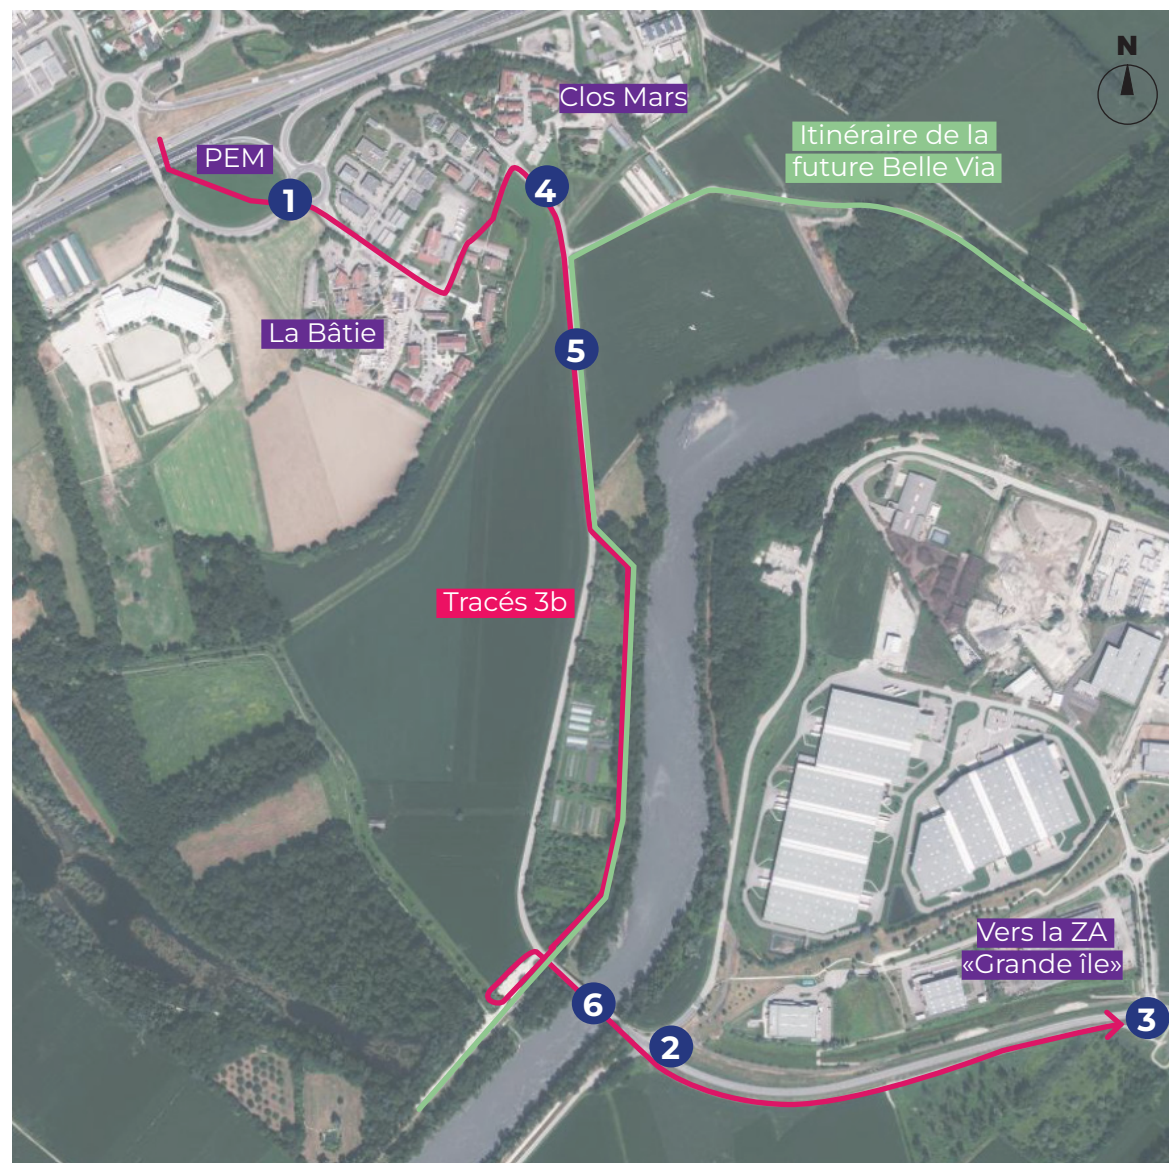 N
Clos Mars
Itinéraire de la
future Belle Via
PEM
1
4
La Bâtie
5
Tracés 3b
Vers la ZA
«Grande île»
6
3
2